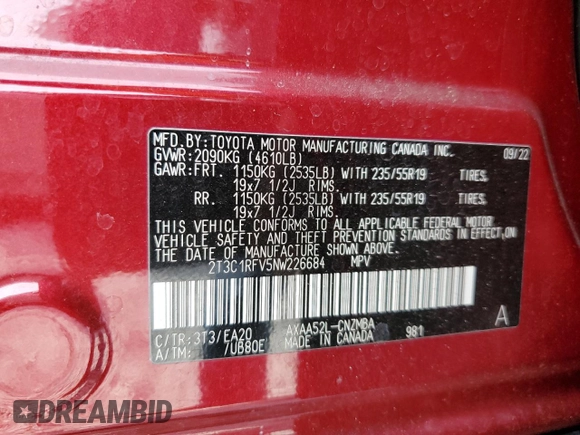 MFD.BY:TOYOTA MOTOR MANUFACTURING CANADA INC. 09/22
GVWR:2090KG (4610LB)
GAWR:FRT. 1150KG (2535LB) WITH 235/55R19 TIRES.
19x7 1/2J RIMS.
RR. 1150KG (2535LB) WITH 235/55R19 TIRES.
19x7 1/2J RIMS.
THIS VEHICLE CONFORMS TO ALL APPLICABLE FEDERAL MOTOR
VEHICLE SAFETY AND THEFT PREVENTION STANDARDS IN EFFECT ON
THE DATE OF MANUFACTURE SHOWN ABOVE.
2T3C1RFV5NW226684 MPV
C/TR:3T3/EA20 AXAA52L-CNZMBA 981 A
A/TM: /UB80E MADE IN CANADA
DREAMBID